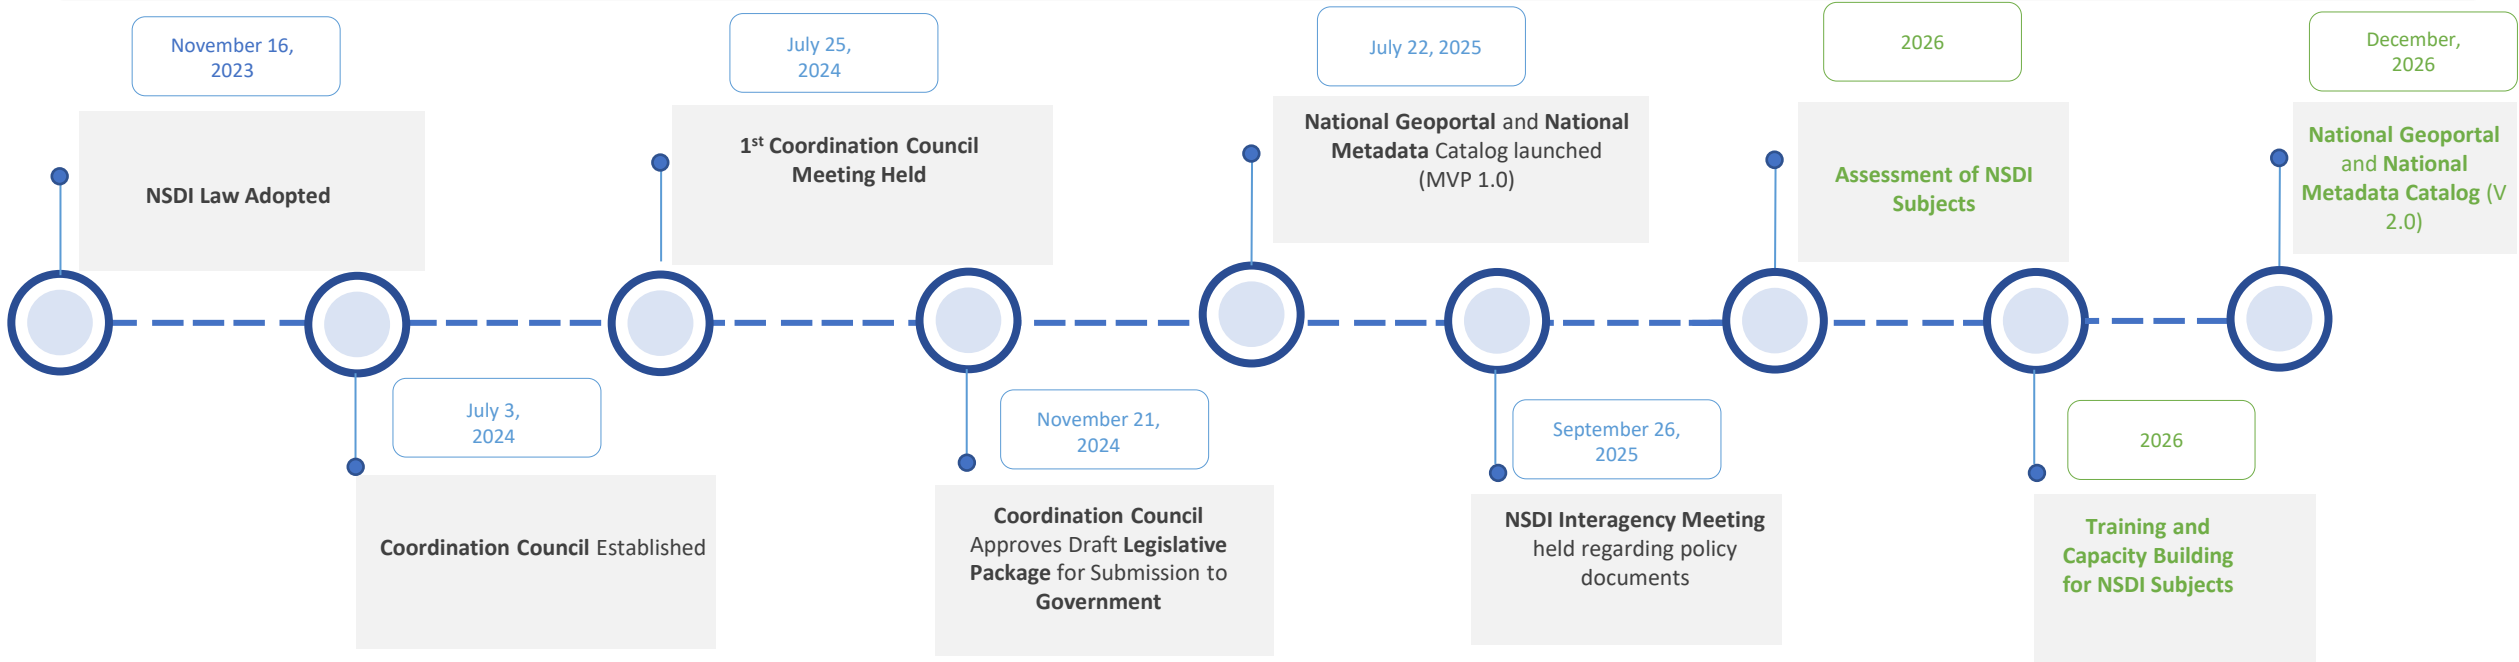 November 16,
2023
NSDI Law Adopted
July 3,
2024
Coordination Council Established
July 25,
2024
1st Coordination Council
Meeting Held
November 21,
2024
Coordination Council
Approves Draft Legislative
Package for Submission to
Government
July 22, 2025
National Geoportal and National
Metadata Catalog launched
(MVP 1.0)
September 26,
2025
NSDI Interagency Meeting
held regarding policy
documents
2026
Assessment of NSDI
Subjects
2026
Training and
Capacity Building
for NSDI Subjects
December,
2026
National Geoportal
and National
Metadata Catalog (V
2.0)